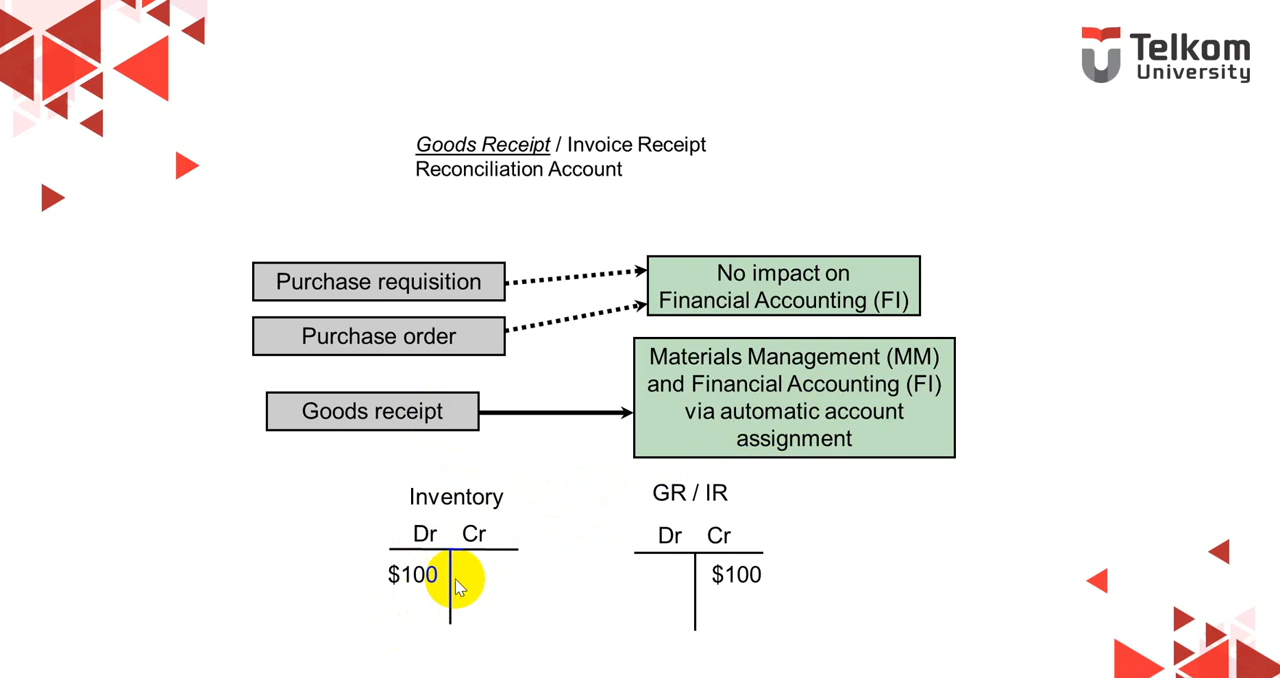 Telkom
University
Goods Receipt / Invoice Receipt
Reconciliation Account
Purchase requisition
No impact on
Financial Accounting (FI)
Purchase order
Materials Management (MM)
and Financial Accounting (FI)
via automatic account
assignment
Goods receipt
Inventory
Dr Cr
$100
GR / IR
Dr Cr
$100